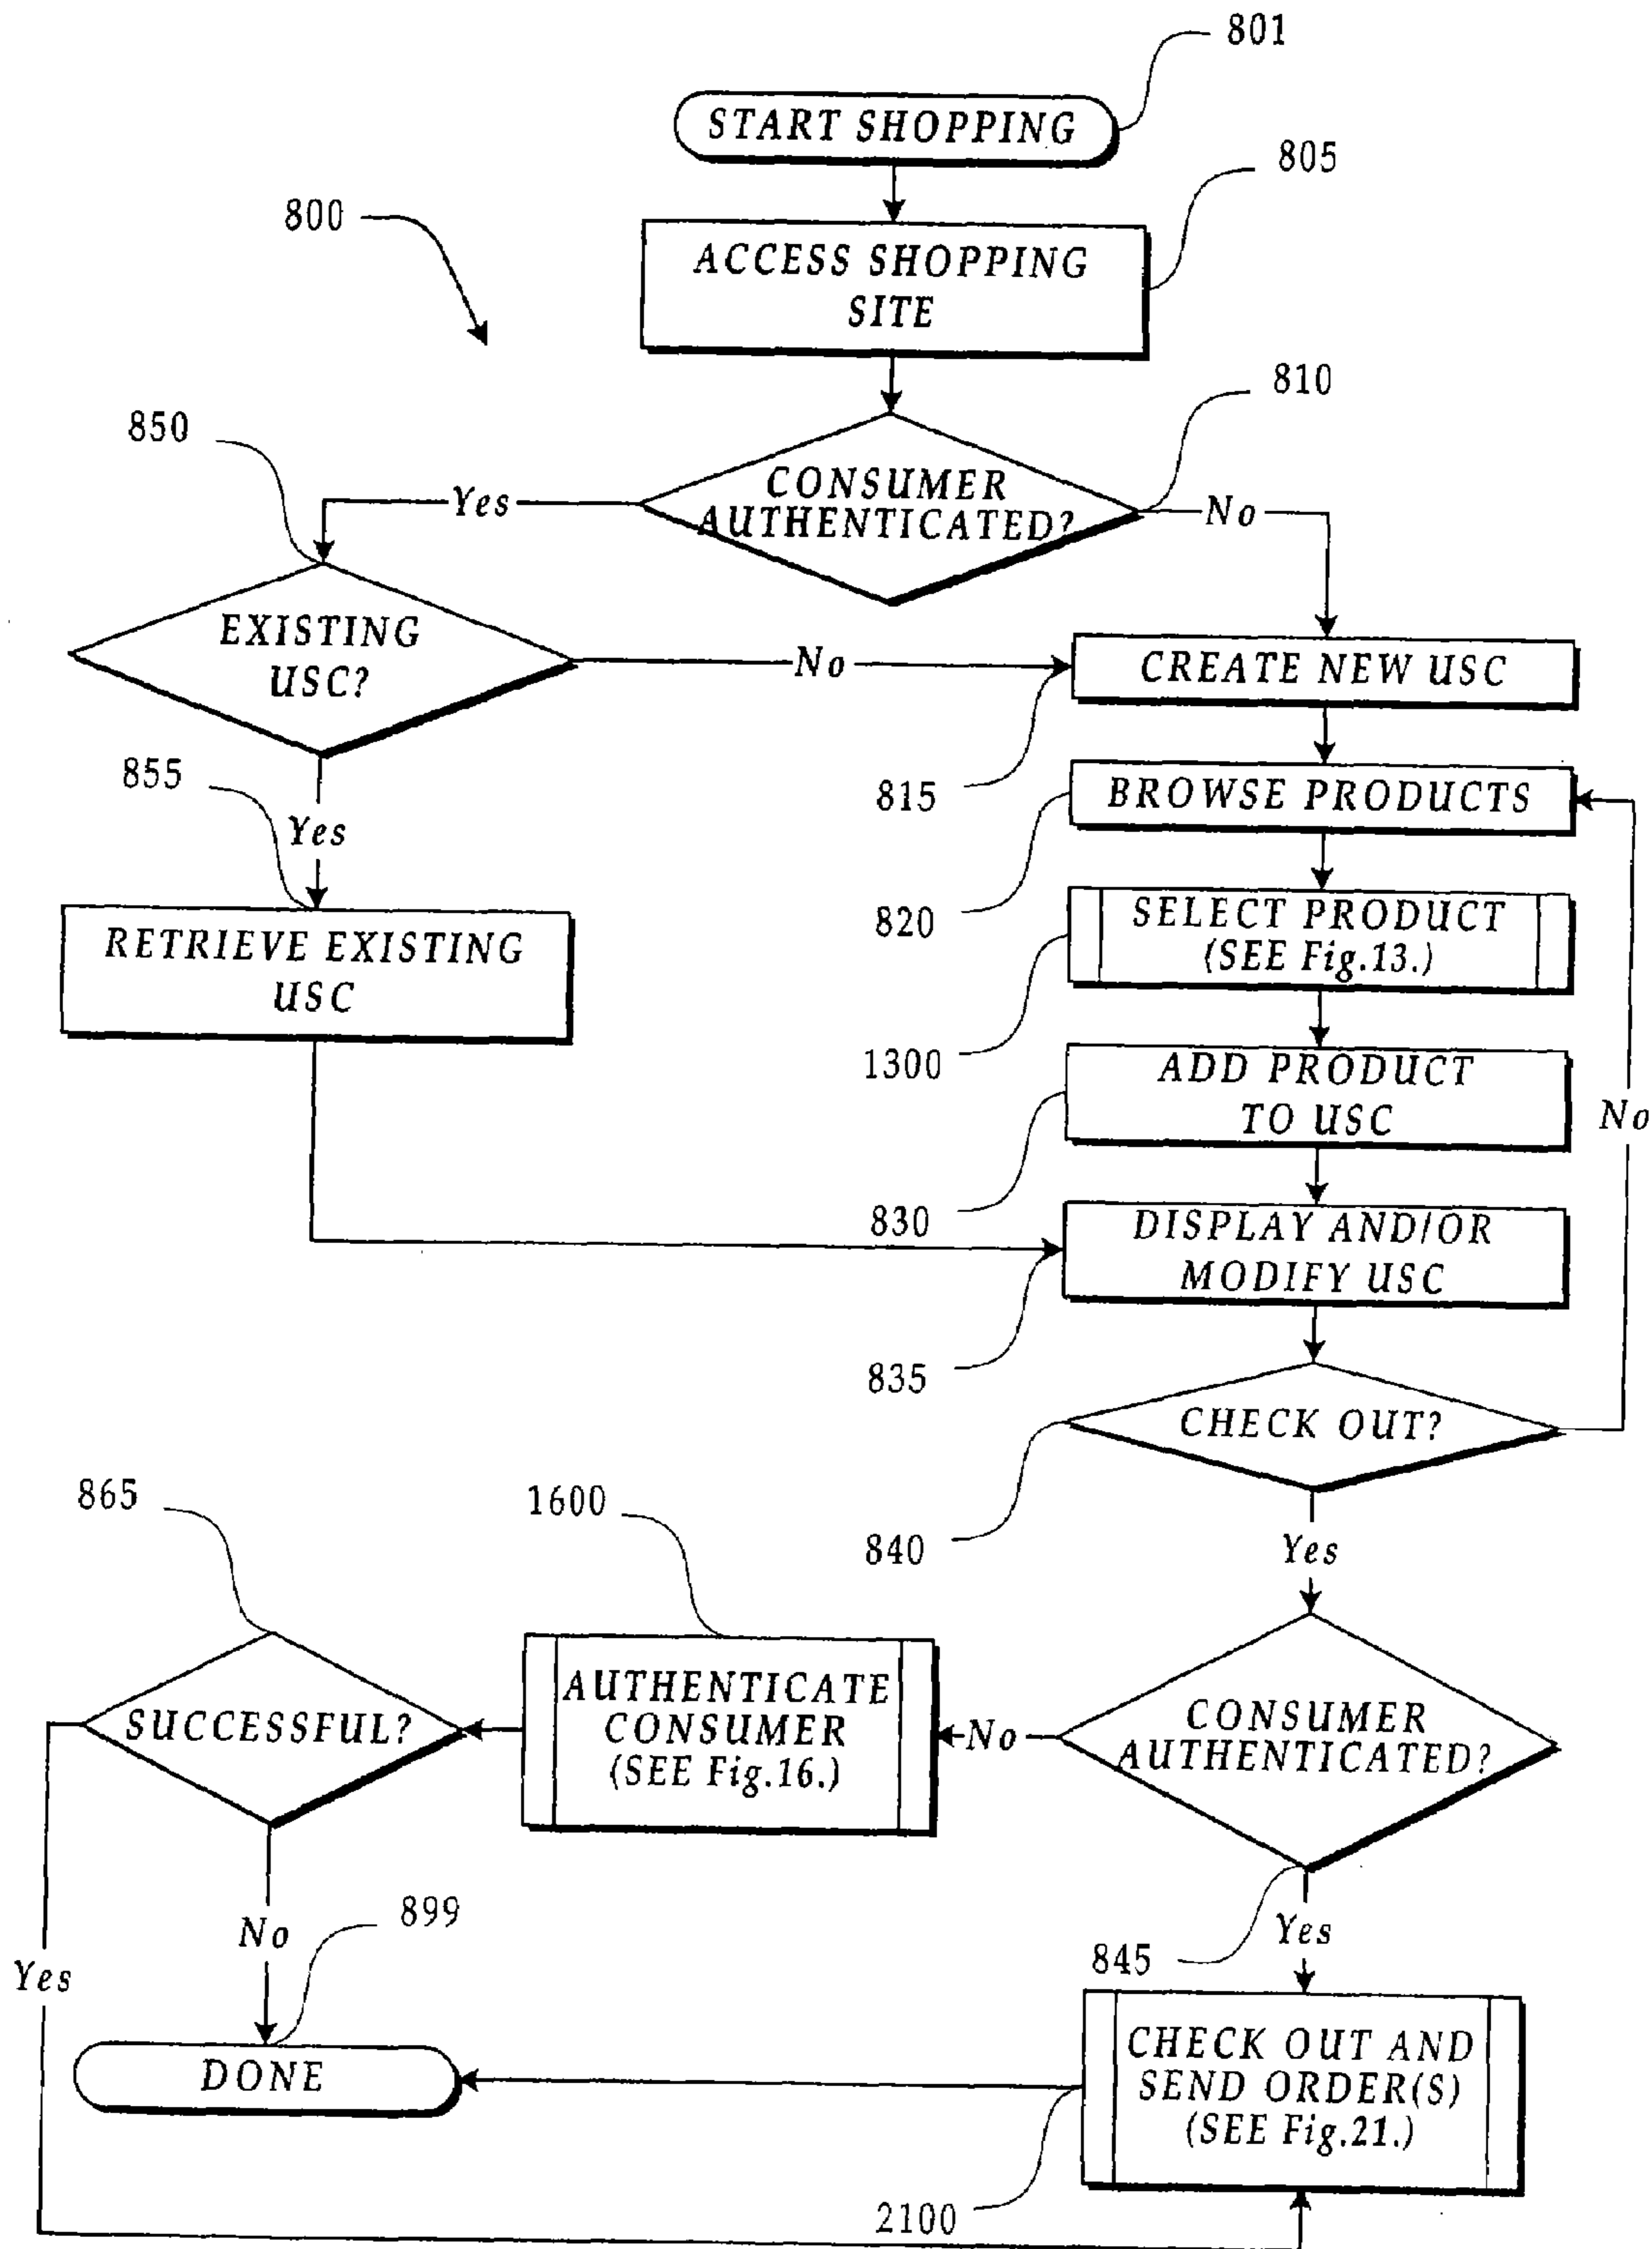 801
START SHOPPING
805
800
ACCESS SHOPPING
SITE
810
850
CONSUMER
AUTHENTICATED?
Yes
No
EXISTING
USC?
No
CREATE NEW USC
855
815
BROWSE PRODUCTS
Yes
820
SELECT PRODUCT
(SEE Fig.13.)
RETRIEVE EXISTING
USC
1300
ADD PRODUCT
TO USC
No
830
DISPLAY AND/OR
MODIFY USC
835
CHECK OUT?
865
1600
840
Yes
AUTHENTICATE
CONSUMER
(SEE Fig.16.)
SUCCESSFUL?
No
CONSUMER
AUTHENTICATED?
899
No
Yes
Yes
845
DONE
CHECK OUT AND
SEND ORDER(S)
(SEE Fig.21.)
2100